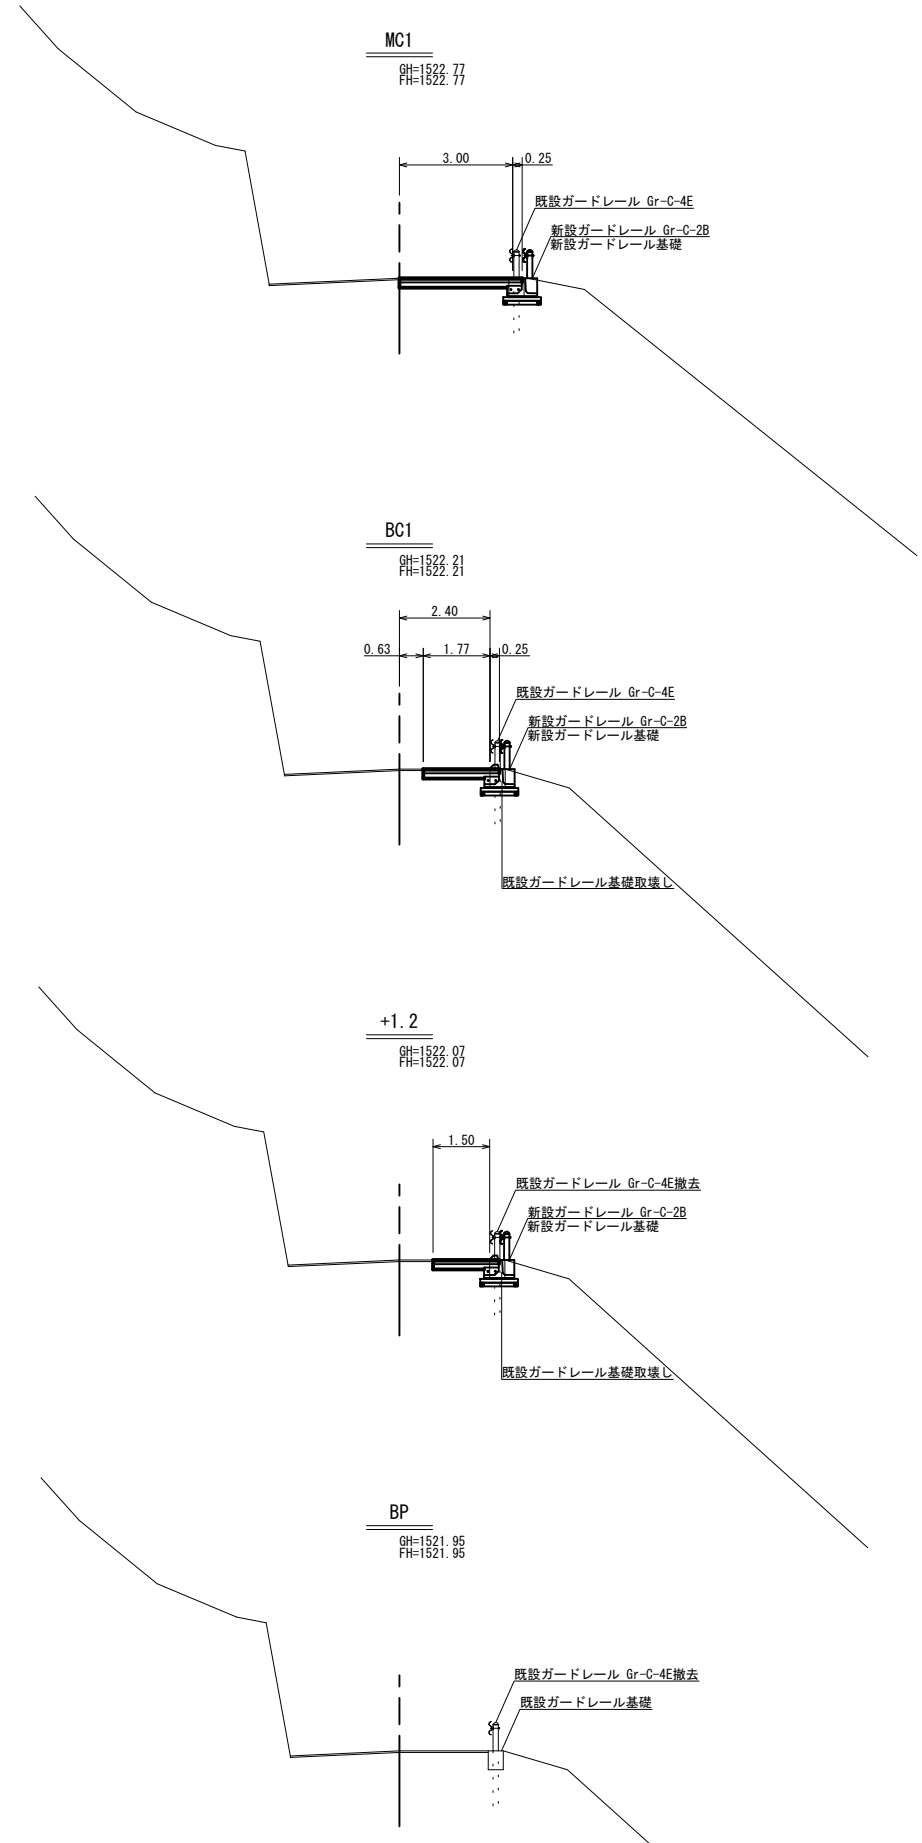 MC1
GH=1522.77
FH=1522.77
3.00
0.25
既設ガードレール Gr-C-4E
新設ガードレール Gr-C-2B
新設ガードレール基礎
BC1
GH=1522.21
FH=1522.21
2.40
0.63
1.77
0.25
既設ガードレール Gr-C-4E
新設ガードレール Gr-C-2B
新設ガードレール基礎
既設ガードレール基礎取壊し
+1.2
GH=1522.07
FH=1522.07
1.50
既設ガードレール Gr-C-4E撤去
新設ガードレール Gr-C-2B
新設ガードレール基礎
既設ガードレール基礎取壊し
BP
GH=1521.95
FH=1521.95
既設ガードレール Gr-C-4E撤去
既設ガードレール基礎